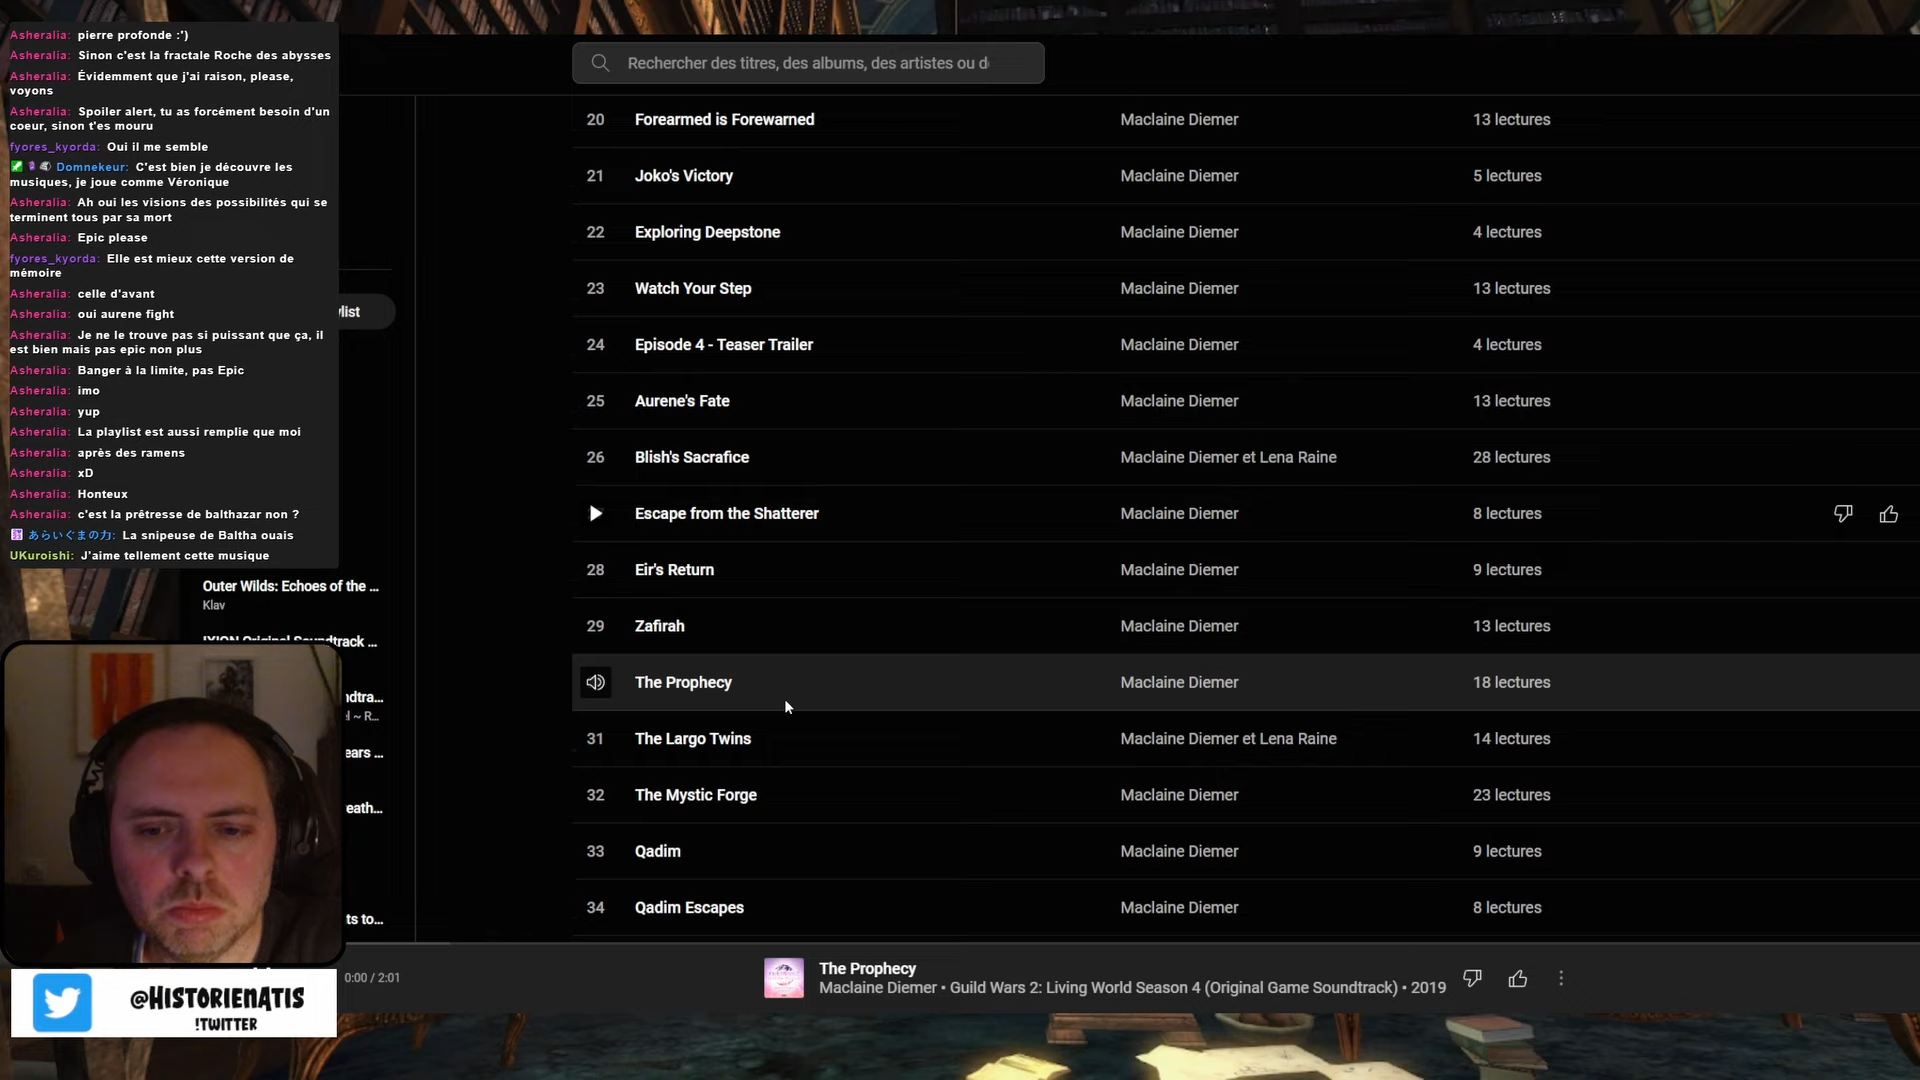 Asheralia: pierre profonde :')
Asheralia: Sinon c'est la fractale Roche des abysses
Asheralia: Évidemment que j'ai raison, please,
voyons
Asheralia: Spoiler alert, tu as forcément besoin d'un
coeur, sinon t'es mouru
fyores_kyorda: Oui il me semble
Domnekeur: C'est bien je découvre les
musiques, je joue comme Véronique
Asheralia: Ah oui les visions des possibilités qui se
terminent tous par sa mort
Asheralia: Epic please
fyores_kyorda: Elle est mieux cette version de
mémoire
Asheralia: celle d'avant
Asheralia: oui aurene fight
Asheralia: Je ne le trouve pas si puissant que ça, il
est bien mais pas epic non plus
Asheralia: Banger à la limite, pas Epic
Asheralia: imo
Asheralia: yup
Asheralia: La playlist est aussi remplie que moi
Asheralia: après des ramens
Asheralia: xD
Asheralia: Honteux
Asheralia: c'est la prêtresse de balthazar non ?
あらいぐまの力: La snipeuse de Baltha ouais
UKuroishi: J'aime tellement cette musique
ylist
Outer Wilds: Echoes of the ...
Klav
IXION Original Soundtrack ...
ndtra...
l ~ R...
ears ...
eath...
ts to...
@HISTORIENATIS
!TWITTER
Rechercher des titres, des albums, des artistes ou d
20 Forearmed is Forewarned Maclaine Diemer 13 lectures
21 Joko's Victory Maclaine Diemer 5 lectures
22 Exploring Deepstone Maclaine Diemer 4 lectures
23 Watch Your Step Maclaine Diemer 13 lectures
24 Episode 4 - Teaser Trailer Maclaine Diemer 4 lectures
25 Aurene's Fate Maclaine Diemer 13 lectures
26 Blish's Sacrafice Maclaine Diemer et Lena Raine 28 lectures
Escape from the Shatterer Maclaine Diemer 8 lectures
28 Eir's Return Maclaine Diemer 9 lectures
29 Zafirah Maclaine Diemer 13 lectures
The Prophecy Maclaine Diemer 18 lectures
31 The Largo Twins Maclaine Diemer et Lena Raine 14 lectures
32 The Mystic Forge Maclaine Diemer 23 lectures
33 Qadim Maclaine Diemer 9 lectures
34 Qadim Escapes Maclaine Diemer 8 lectures
0:00 / 2:01
The Prophecy
Maclaine Diemer • Guild Wars 2: Living World Season 4 (Original Game Soundtrack) • 2019